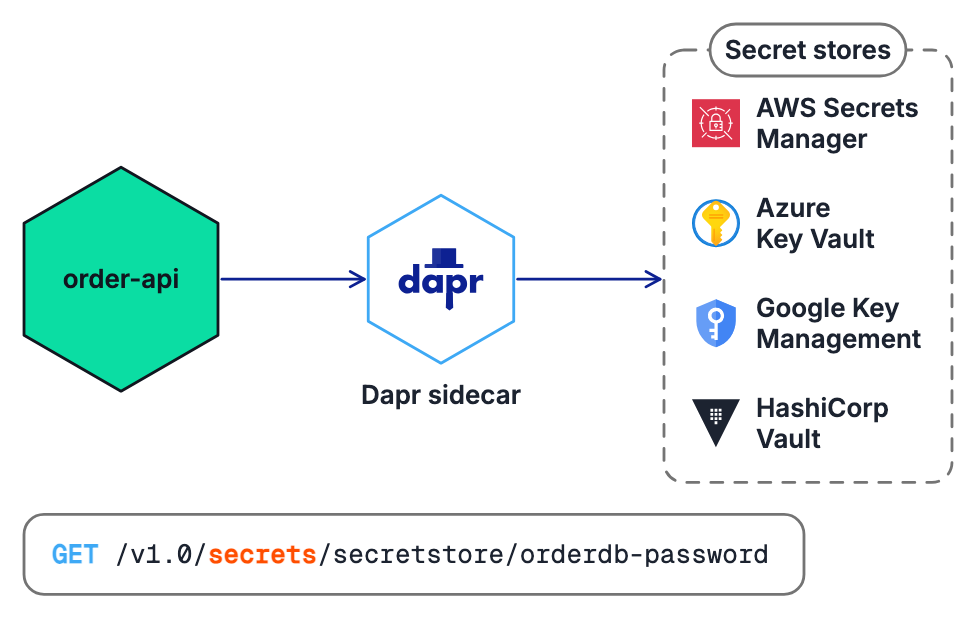 Secret stores
AWS Secrets
Manager
Azure
Key Vault
order-api
dapr
Google Key
Management
Dapr sidecar
HashiCorp
Vault
GET /v1.0/secrets/secretstore/orderdb-password